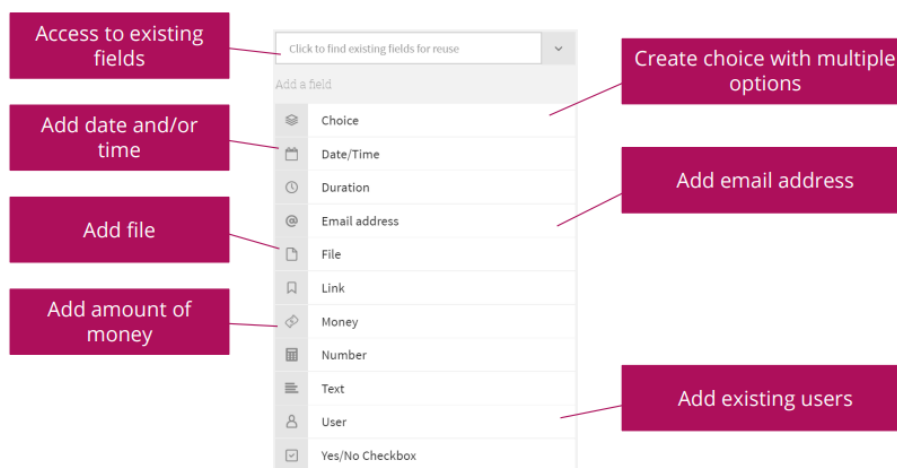 Access to existing
fields
Click to find existing fields for reuse
Create choice with multiple
options
Add a field
Choice
Add date and/or
time
Date/Time
Duration
Add email address
Email address
Add file
File
Link
Add amount of
money
Money
Number
Text
Add existing users
User
Yes/No Checkbox